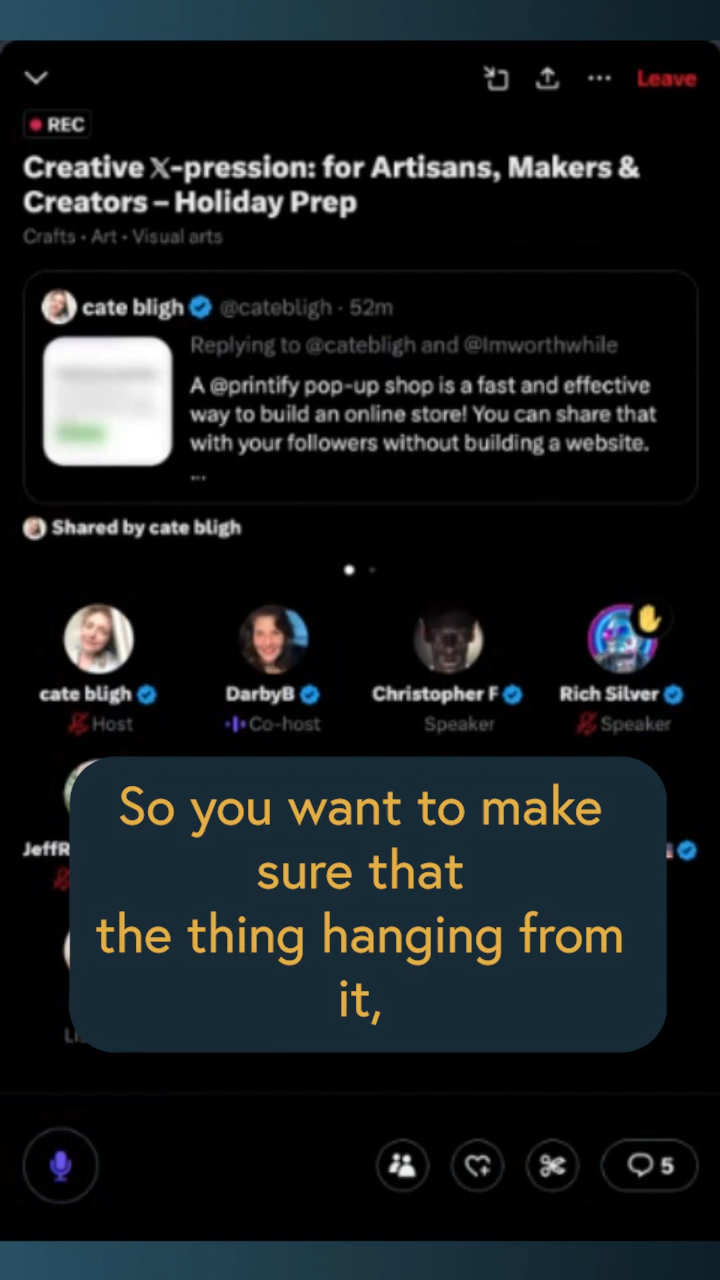 Leave
REC
Creative 𝕏-pression: for Artisans, Makers &
Creators – Holiday Prep
Crafts • Art • Visual arts
cate bligh @catebligh · 52m
Replying to @catebligh and @Imworthwhile
A @printify pop-up shop is a fast and effective
way to build an online store! You can share that
with your followers without building a website.
...
Shared by cate bligh
cate bligh DarbyB Christopher F Rich Silver
Host Co-host Speaker Speaker
JeffR
So you want to make
sure that
the thing hanging from
it,
5